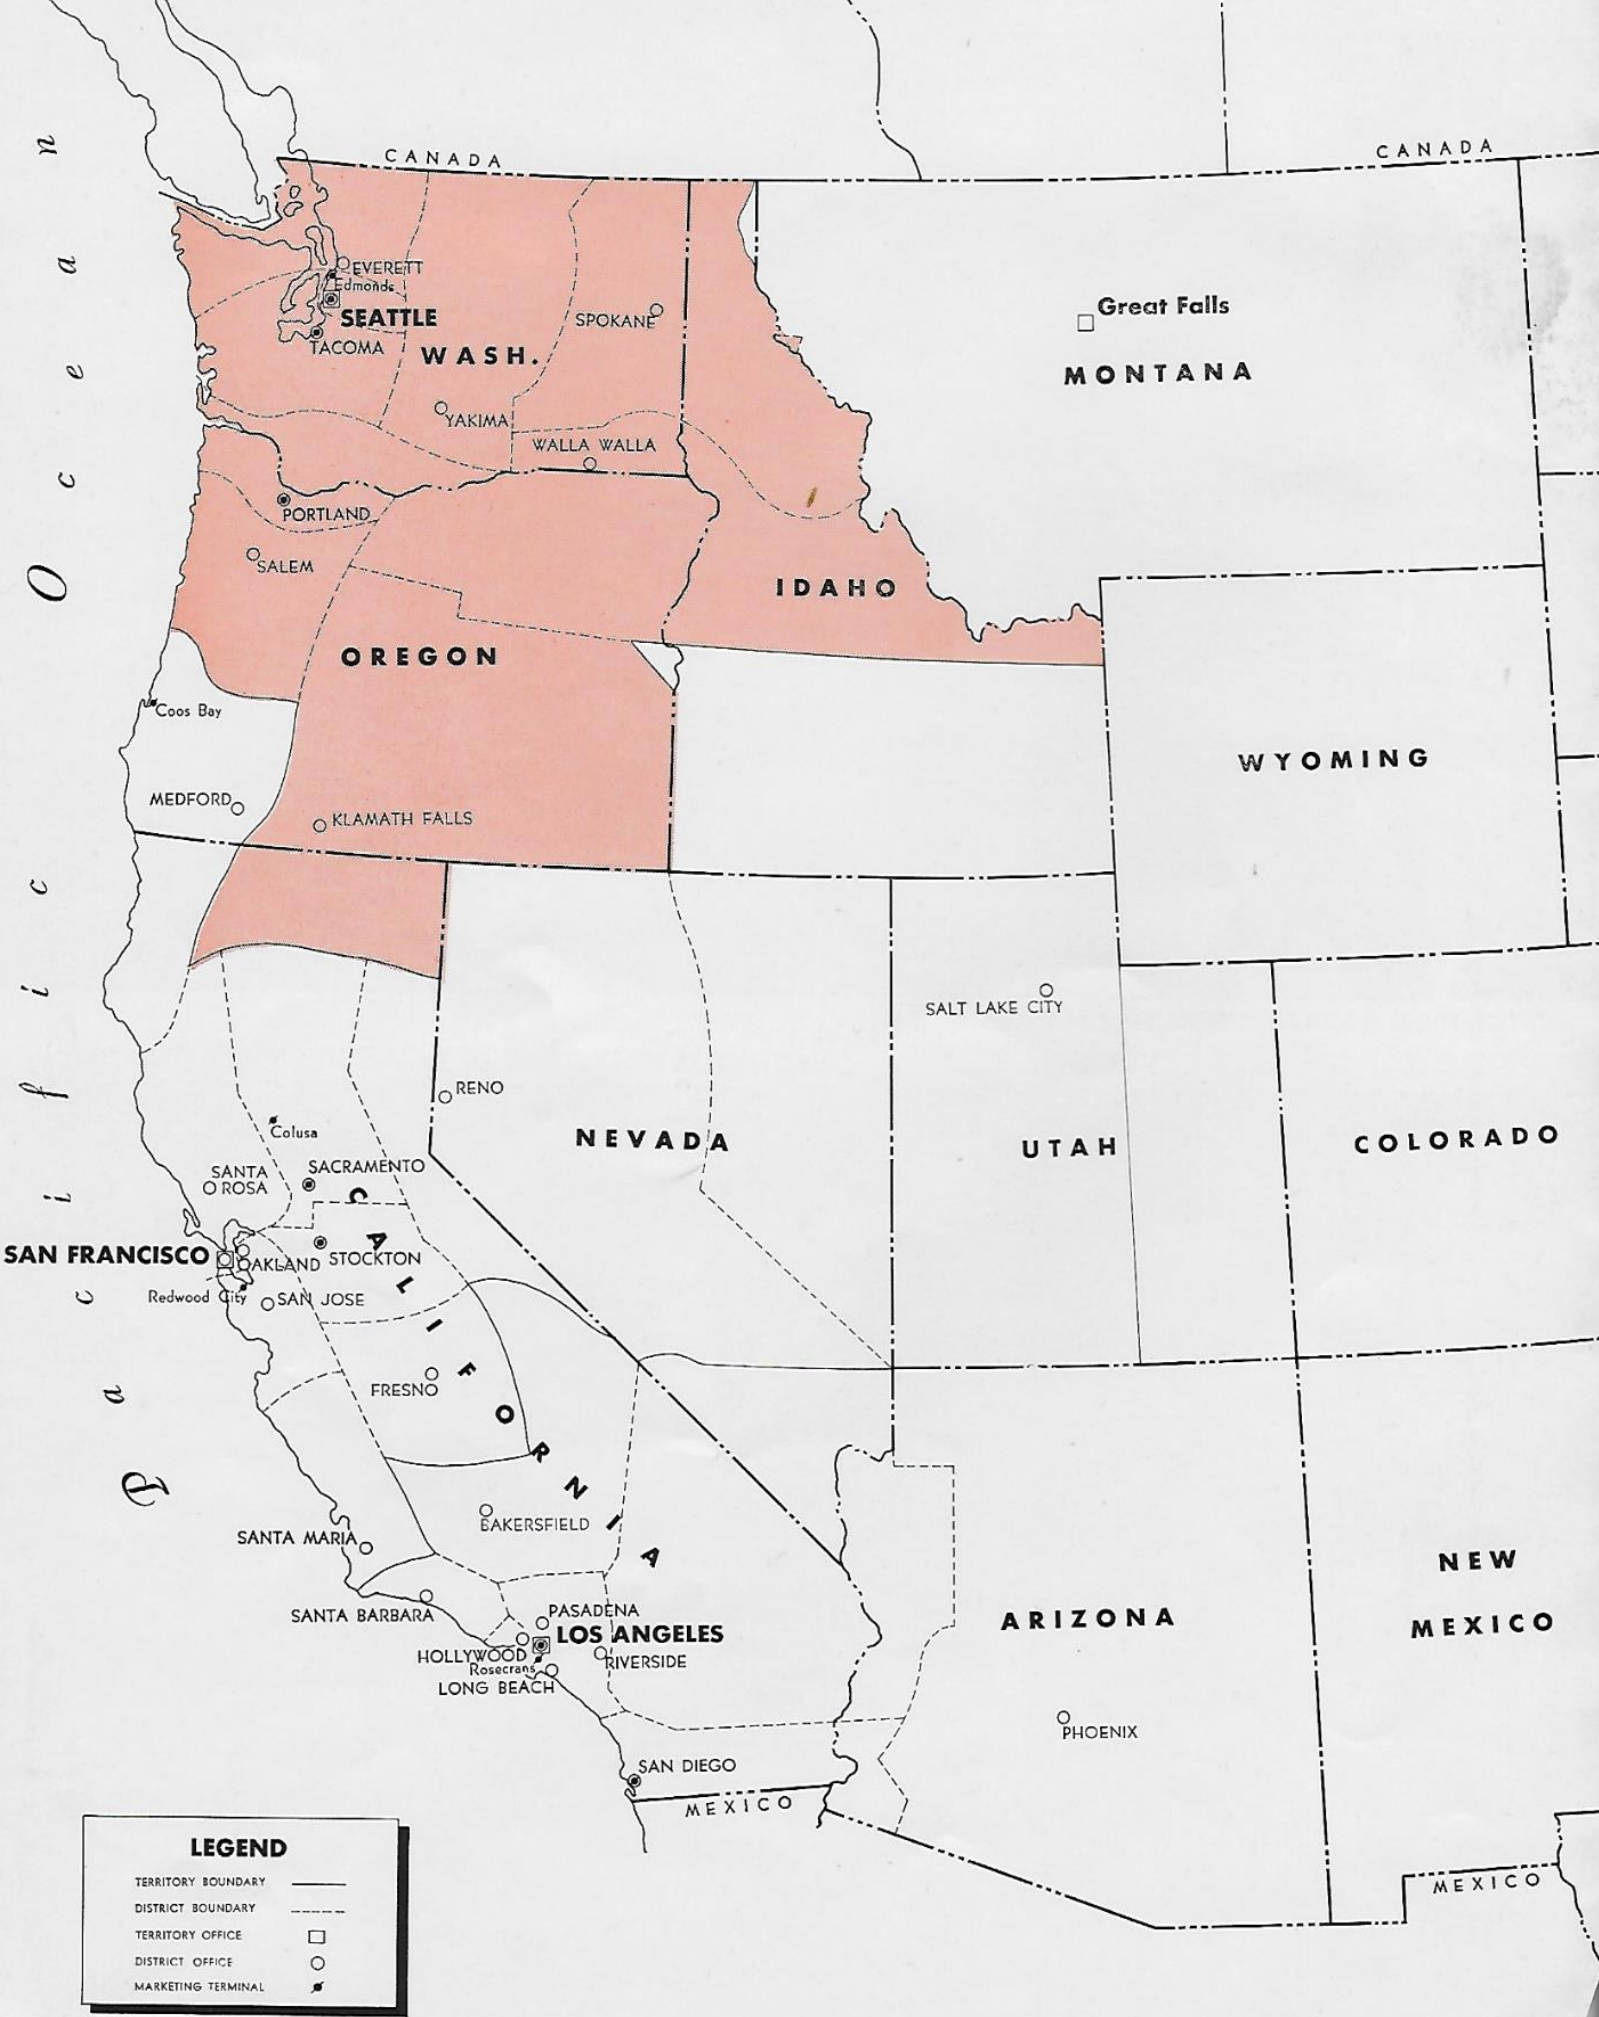 CANADA
CANADA
EVERETT
Edmonds
SEATTLE
TACOMA
WASH.
SPOKANE
YAKIMA
WALLA WALLA
Great Falls
MONTANA
PORTLAND
SALEM
IDAHO
OREGON
Coos Bay
MEDFORD
KLAMATH FALLS
WYOMING
SALT LAKE CITY
RENO
NEVADA
UTAH
COLORADO
Colusa
SANTA
ROSA
SACRAMENTO
SAN FRANCISCO
OAKLAND
STOCKTON
Redwood City
SAN JOSE
CALIFORNIA
FRESNO
BAKERSFIELD
SANTA MARIA
SANTA BARBARA
PASADENA
LOS ANGELES
HOLLYWOOD
Rosecrans
RIVERSIDE
LONG BEACH
SAN DIEGO
MEXICO
ARIZONA
PHOENIX
NEW
MEXICO
MEXICO
Pacific Ocean
LEGEND
TERRITORY BOUNDARY
DISTRICT BOUNDARY
TERRITORY OFFICE
DISTRICT OFFICE
MARKETING TERMINAL